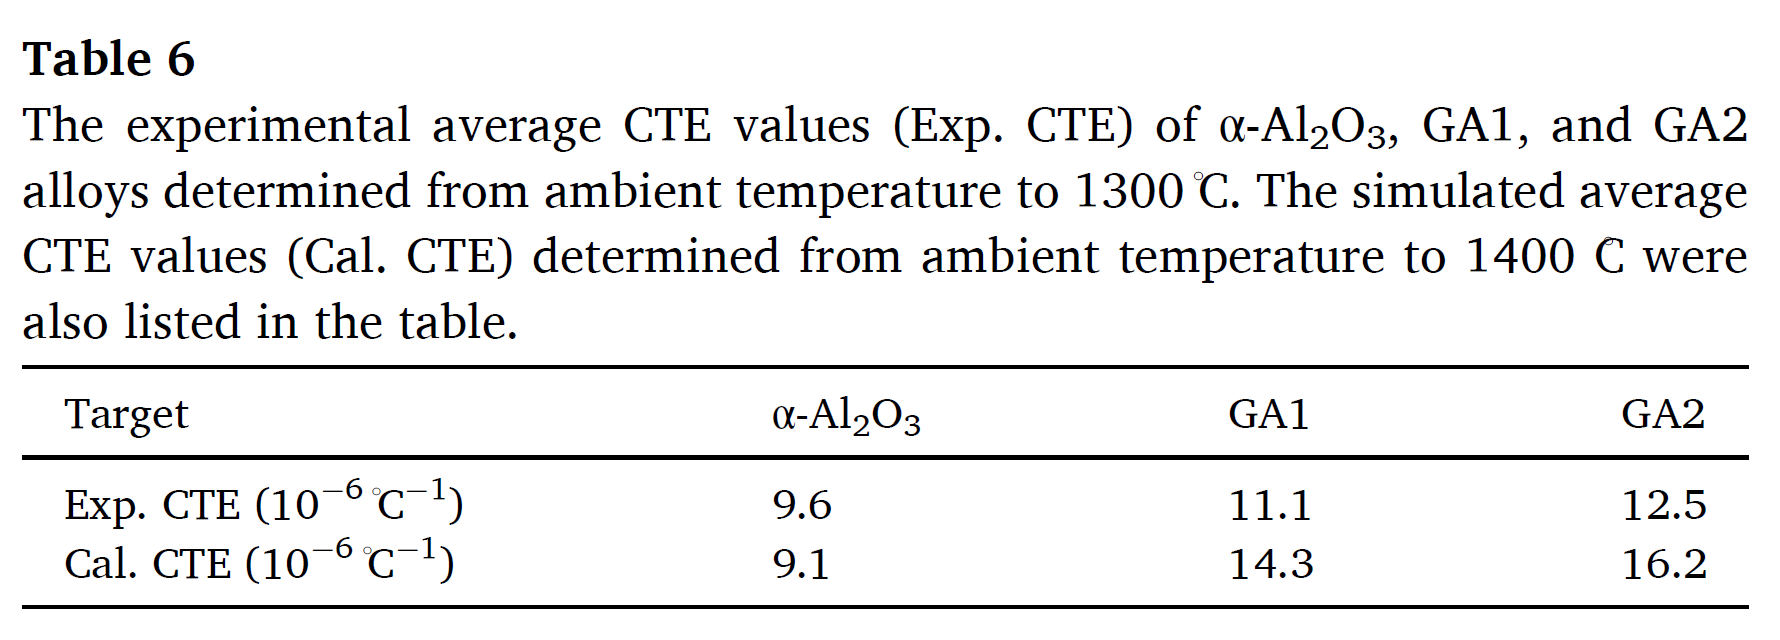 Table 6
The experimental average CTE values (Exp. CTE) of α-Al₂O₃, GA1, and GA2
alloys determined from ambient temperature to 1300 ℃. The simulated average
CTE values (Cal. CTE) determined from ambient temperature to 1400 ℃ were
also listed in the table.
Target α-Al₂O₃ GA1 GA2
Exp. CTE (10⁻⁶ ℃⁻¹) 9.6 11.1 12.5
Cal. CTE (10⁻⁶ ℃⁻¹) 9.1 14.3 16.2